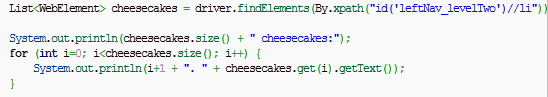 List<WebElement> cheesecakes = driver.findElements(By.xpath("id('leftNav_levelTwo')//li"))
System.out.println(cheesecakes.size() + " cheesecakes:");
for (int i=0; i<cheesecakes.size(); i++) {
System.out.println(i+1 + ". " + cheesecakes.get(i).getText());
}